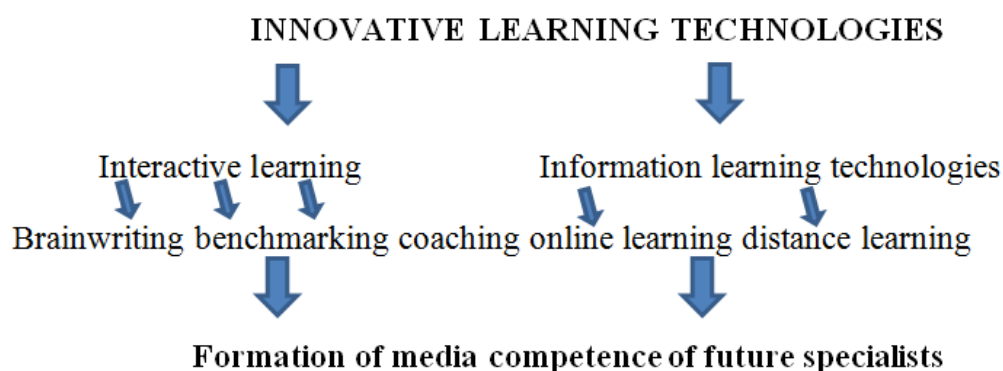 INNOVATIVE LEARNING TECHNOLOGIES
Interactive learning Information learning technologies
Brainwriting benchmarking coaching online learning distance learning
Formation of media competence of future specialists